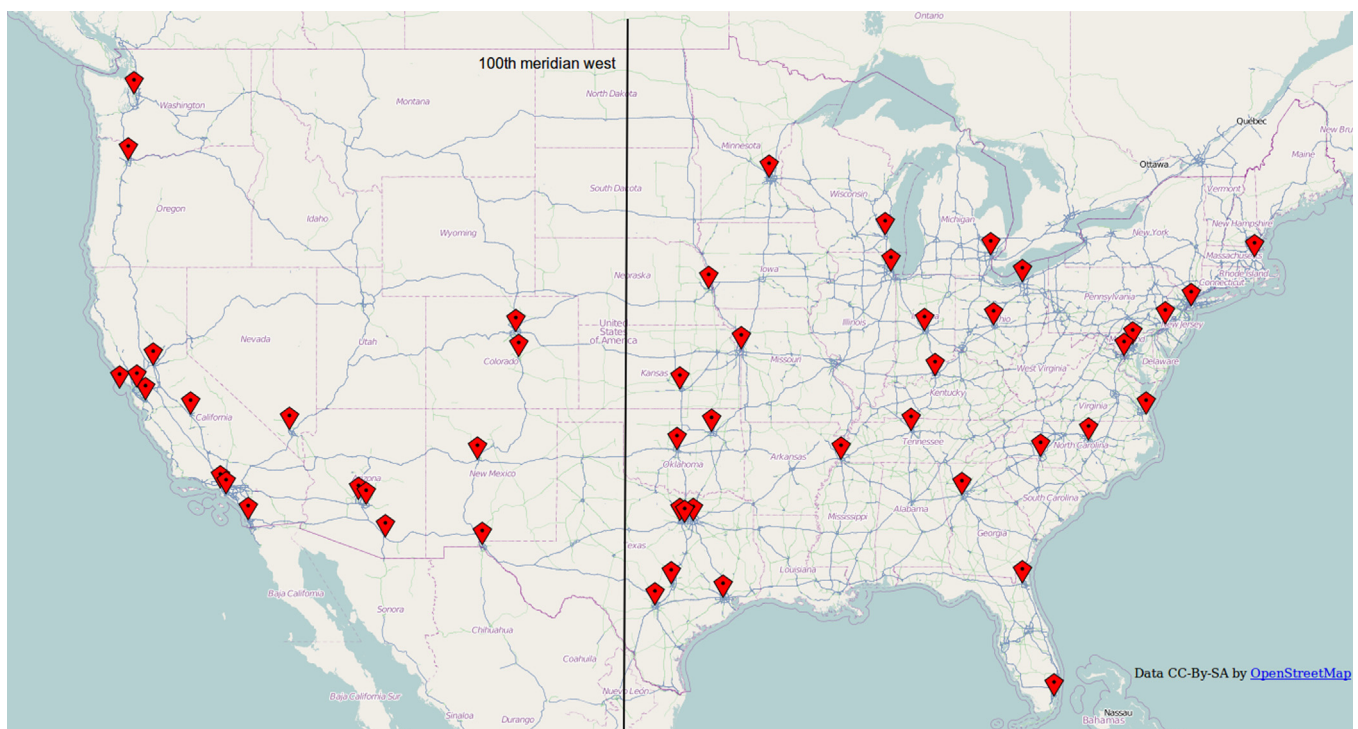 Ontario
100th meridian west
Washington
Montana
North Dakota
Québec
New Bru
Minnesota
Ottawa
Maine
South Dakota
Wisconsin
Vermont
Oregon
Idaho
Michigan
New Hampshire
Wyoming
New York
Massachuse
Iowa
Nebraska
Rhode Island
Connecticut
Pennsylvania
United
States
of America
Illinois
New Jersey
Nevada
Utah
Colorado
Missouri
West Virginia
Delaware
Kansas
Kentucky
California
Virginia
Tennessee
North Carolina
Arkansas
Oklahoma
New Mexico
South Carolina
Mississippi
Alabama
Georgia
Louisiana
Baja California
Sonora
Chihuahua
Coahuila
Data CC-By-SA by OpenStreetMap
Baja California Sur
Nuevo León
Sinaloa
Durango
Nassau
Bahamas